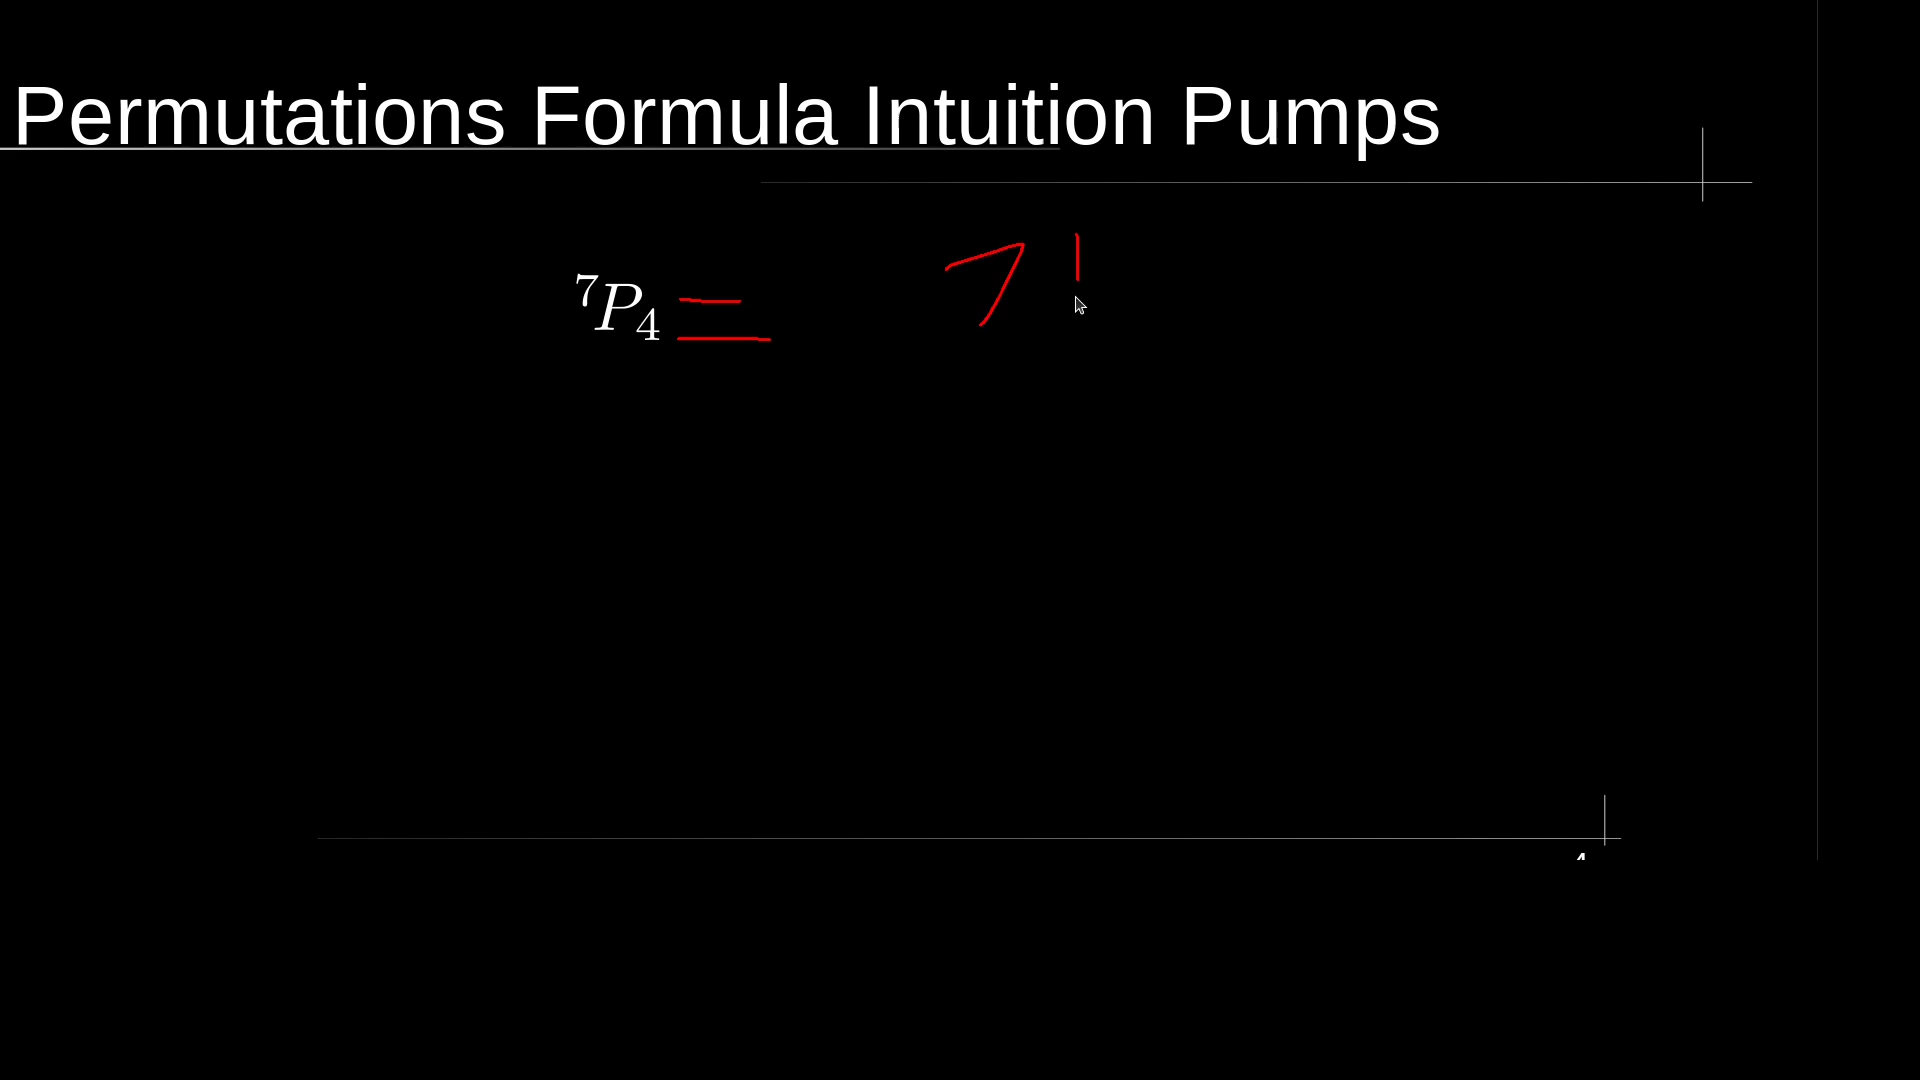 Permutations Formula Intuition Pumps
⁷P₄ = 7!